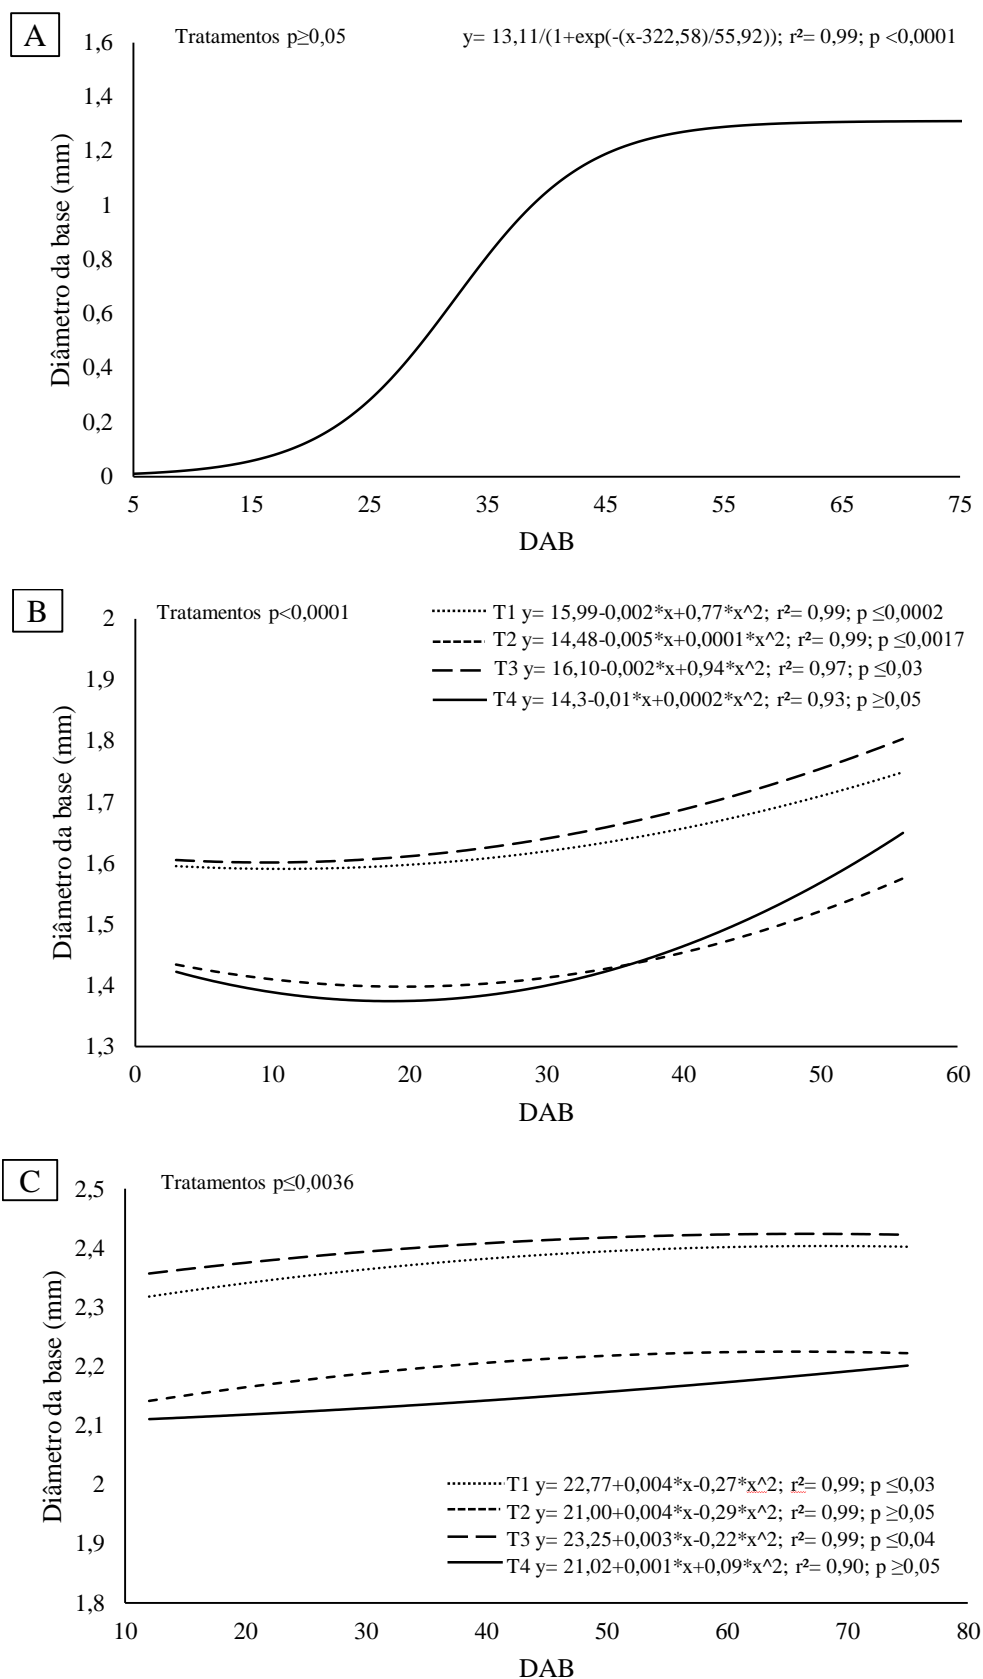 A
Tratamentos p≥0,05
y= 13,11/(1+exp(-(x-322,58)/55,92)); r²= 0,99; p <0,0001
Diâmetro da base (mm)
1,6
1,4
1,2
1
0,8
0,6
0,4
0,2
0
5 15 25 35 45 55 65 75
DAB
B
Tratamentos p<0,0001
T1 y= 15,99-0,002*x+0,77*x^2; r²= 0,99; p ≤0,0002
T2 y= 14,48-0,005*x+0,0001*x^2; r²= 0,99; p ≤0,0017
T3 y= 16,10-0,002*x+0,94*x^2; r²= 0,97; p ≤0,03
T4 y= 14,3-0,01*x+0,0002*x^2; r²= 0,93; p ≥0,05
Diâmetro da base (mm)
2
1,9
1,8
1,7
1,6
1,5
1,4
1,3
0 10 20 30 40 50 60
DAB
C
Tratamentos p≤0,0036
Diâmetro da base (mm)
2,5
2,4
2,3
2,2
2,1
2
1,9
1,8
T1 y= 22,77+0,004*x-0,27*x^2; r²= 0,99; p ≤0,03
T2 y= 21,00+0,004*x-0,29*x^2; r²= 0,99; p ≥0,05
T3 y= 23,25+0,003*x-0,22*x^2; r²= 0,99; p ≤0,04
T4 y= 21,02+0,001*x+0,09*x^2; r²= 0,90; p ≥0,05
10 20 30 40 50 60 70 80
DAB